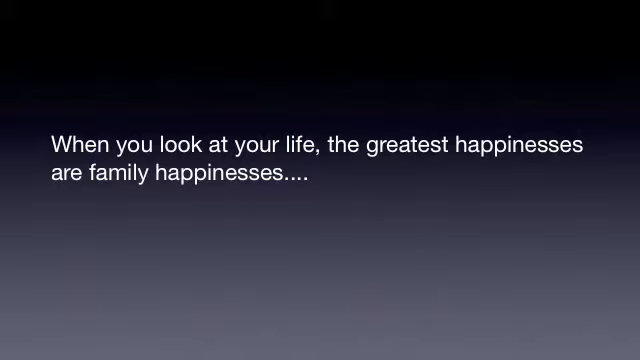 When you look at your life, the greatest happinesses
are family happinesses....